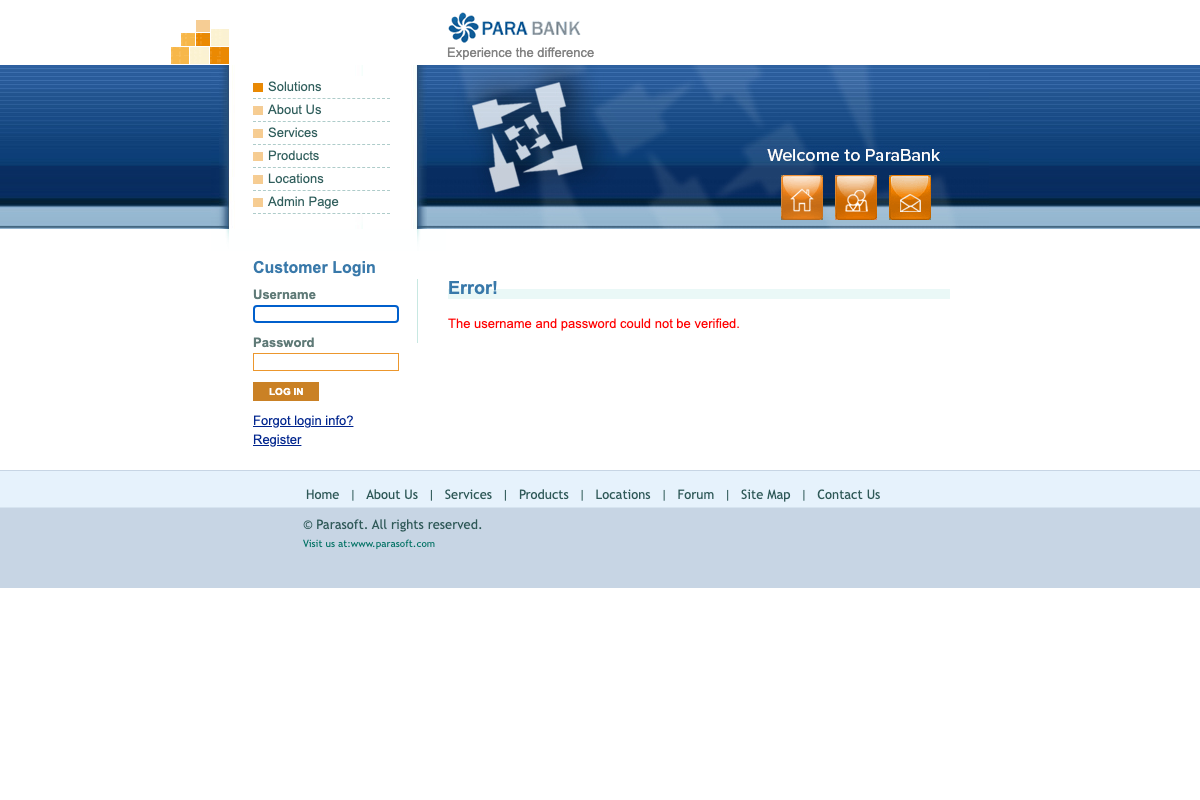 PARA BANK
Experience the difference
Solutions
About Us
Services
Products
Locations
Admin Page
Welcome to ParaBank
Customer Login
Username
Password
LOG IN
Forgot login info?
Register
Error!
The username and password could not be verified.
Home | About Us | Services | Products | Locations | Forum | Site Map | Contact Us
© Parasoft. All rights reserved.
Visit us at:www.parasoft.com